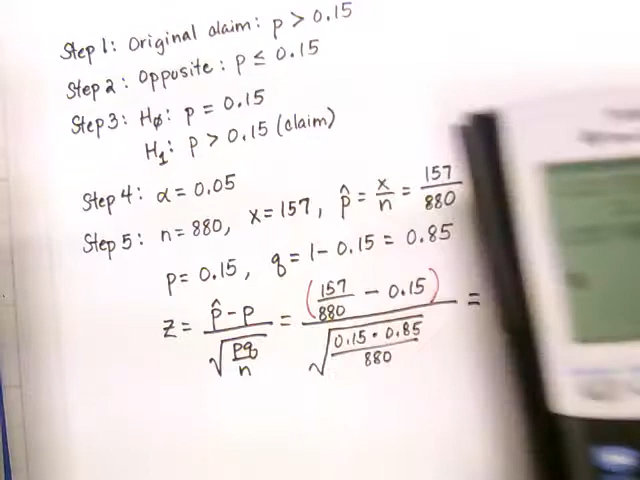 Step 1: Original claim: p > 0.15
Step 2: Opposite: p ≤ 0.15
Step 3: H∅: p = 0.15
H₁: p > 0.15 (claim)
Step 4: α = 0.05
Step 5: n = 880, x = 157, p̂ = x/n = 157/880
p = 0.15, q = 1 - 0.15 = 0.85
z = (p̂ - p)/√(pq/n) = (157/880 - 0.15)/√(0.15 · 0.85/880) =